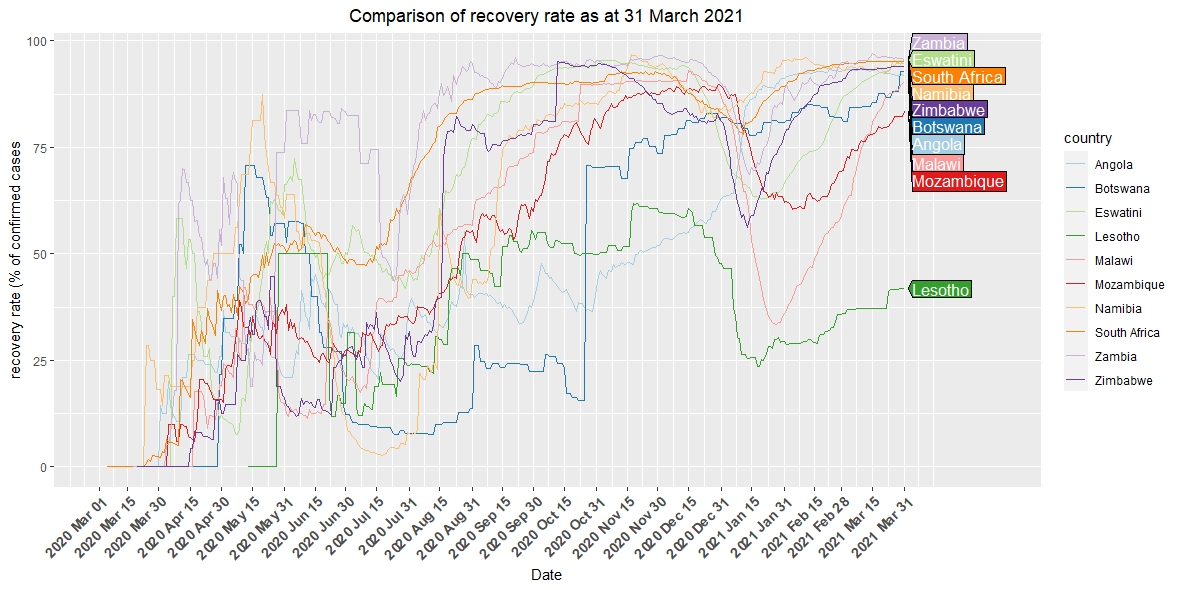 Comparison of recovery rate as at 31 March 2021
recovery rate (% of confirmed cases
100
75
50
25
0
Zambia
Eswatini
South Africa
Namibia
Zimbabwe
Botswana
Angola
Malawi
Mozambique
Lesotho
country
Angola
Botswana
Eswatini
Lesotho
Malawi
Mozambique
Namibia
South Africa
Zambia
Zimbabwe
2020 Mar 01
2020 Mar 15
2020 Mar 30
2020 Apr 15
2020 Apr 30
2020 May 15
2020 May 31
2020 Jun 15
2020 Jun 30
2020 Jul 15
2020 Jul 31
2020 Aug 15
2020 Aug 31
2020 Sep 15
2020 Sep 30
2020 Oct 15
2020 Oct 31
2020 Nov 15
2020 Nov 30
2020 Dec 15
2020 Dec 31
2021 Jan 15
2021 Jan 31
2021 Feb 15
2021 Feb 28
2021 Mar 15
2021 Mar 31
Date